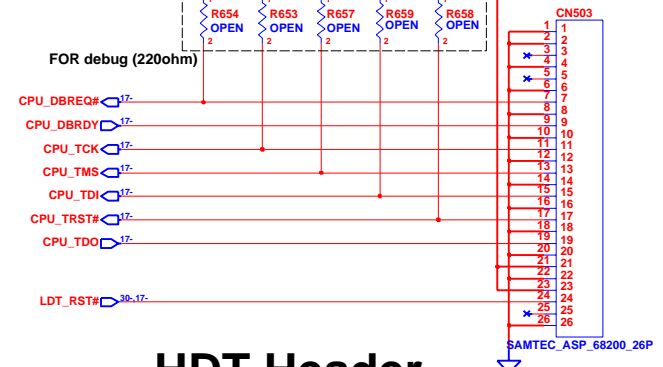 CN503
R654 R653 R657 R659 R658
OPEN OPEN OPEN OPEN OPEN
2 2 2 2 2
FOR debug (220ohm)
1 1
2 2
3 3
4 4
5 5
6 6
CPU_DBREQ# 17- 7 7
8 8
CPU_DBRDY 17- 9 9
10 10
CPU_TCK 17- 11 11
12 12
CPU_TMS 17- 13 13
14 14
CPU_TDI 17- 15 15
16 16
CPU_TRST# 17- 17 17
18 18
CPU_TDO 17- 19 19
20 20
21 21
22 22
23 23
LDT_RST# 30-,17- 24 24
25 25
26 26
SAMTEC_ASP_68200_26P
HDT Header